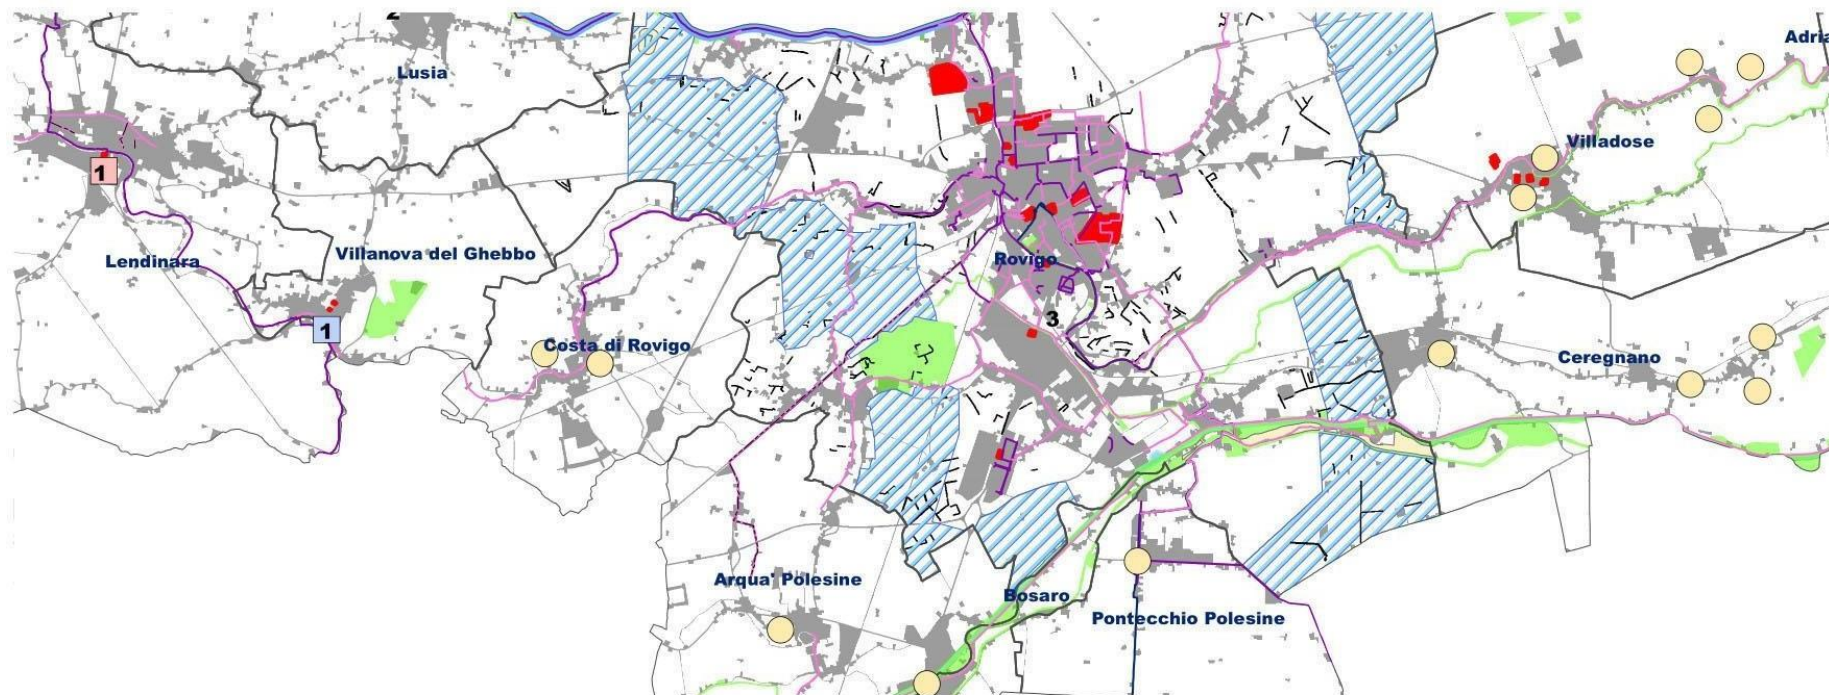 2
Adria
Lusia
Villadose
1
Lendinara
Villanova del Ghebbo
Rovigo
3
1
Costa di Rovigo
Ceregnano
Arqua' Polesine
Bosaro
Pontecchio Polesine